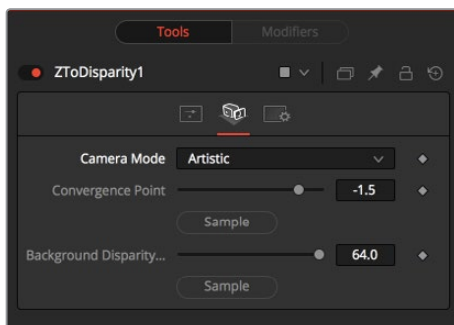 Tools Modifiers
ZToDisparity1
Camera Mode Artistic
Convergence Point -1.5
Sample
Background Disparity... 64.0
Sample